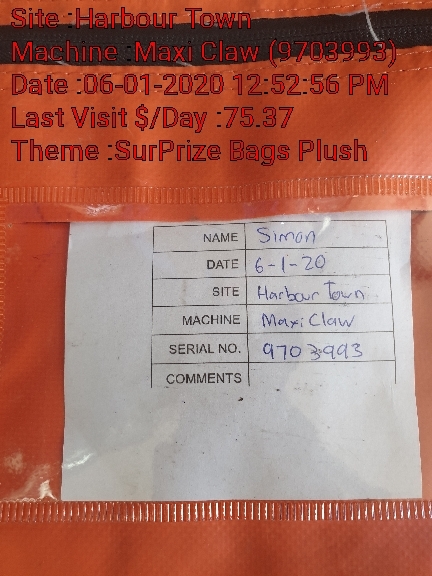 Site :Harbour Town
Machine :Maxi Claw (9703993)
Date :06-01-2020 12:52:56 PM
Last Visit $/Day :75.37
Theme :SurPrize Bags Plush
NAME Simon
DATE 6-1-20
SITE Harbour Town
MACHINE Maxi Claw
SERIAL NO. 9703993
COMMENTS